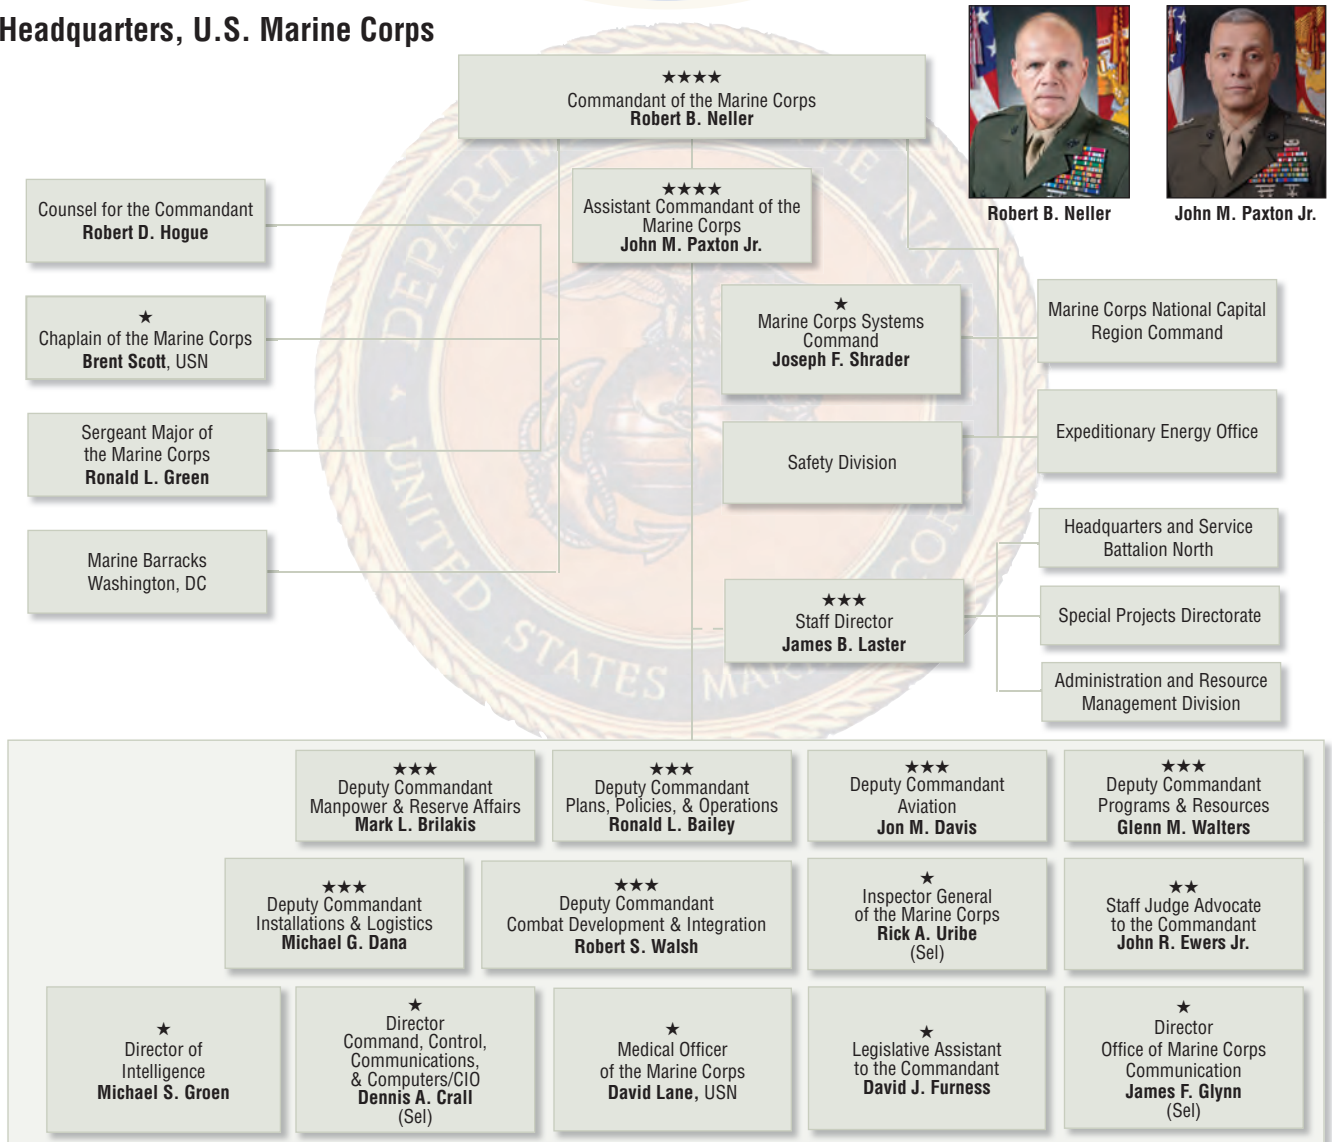 Headquarters, U.S. Marine Corps
★★★★
Commandant of the Marine Corps
Robert B. Neller
Robert B. Neller
John M. Paxton Jr.
★★★★
Assistant Commandant of the
Marine Corps
John M. Paxton Jr.
Counsel for the Commandant
Robert D. Hogue
★
Chaplain of the Marine Corps
Brent Scott, USN
Sergeant Major of
the Marine Corps
Ronald L. Green
Marine Barracks
Washington, DC
★
Marine Corps Systems
Command
Joseph F. Shrader
Safety Division
Marine Corps National Capital
Region Command
Expeditionary Energy Office
★★★
Staff Director
James B. Laster
Headquarters and Service
Battalion North
Special Projects Directorate
Administration and Resource
Management Division
★★★
Deputy Commandant
Manpower & Reserve Affairs
Mark L. Brilakis
★★★
Deputy Commandant
Plans, Policies, & Operations
Ronald L. Bailey
★★★
Deputy Commandant
Aviation
Jon M. Davis
★★★
Deputy Commandant
Programs & Resources
Glenn M. Walters
★★★
Deputy Commandant
Installations & Logistics
Michael G. Dana
★★★
Deputy Commandant
Combat Development & Integration
Robert S. Walsh
★
Inspector General
of the Marine Corps
Rick A. Uribe
(Sel)
★★
Staff Judge Advocate
to the Commandant
John R. Ewers Jr.
★
Director of
Intelligence
Michael S. Groen
★
Director
Command, Control,
Communications,
& Computers/CIO
Dennis A. Crall
(Sel)
★
Medical Officer
of the Marine Corps
David Lane, USN
★
Legislative Assistant
to the Commandant
David J. Furness
★
Director
Office of Marine Corps
Communication
James F. Glynn
(Sel)